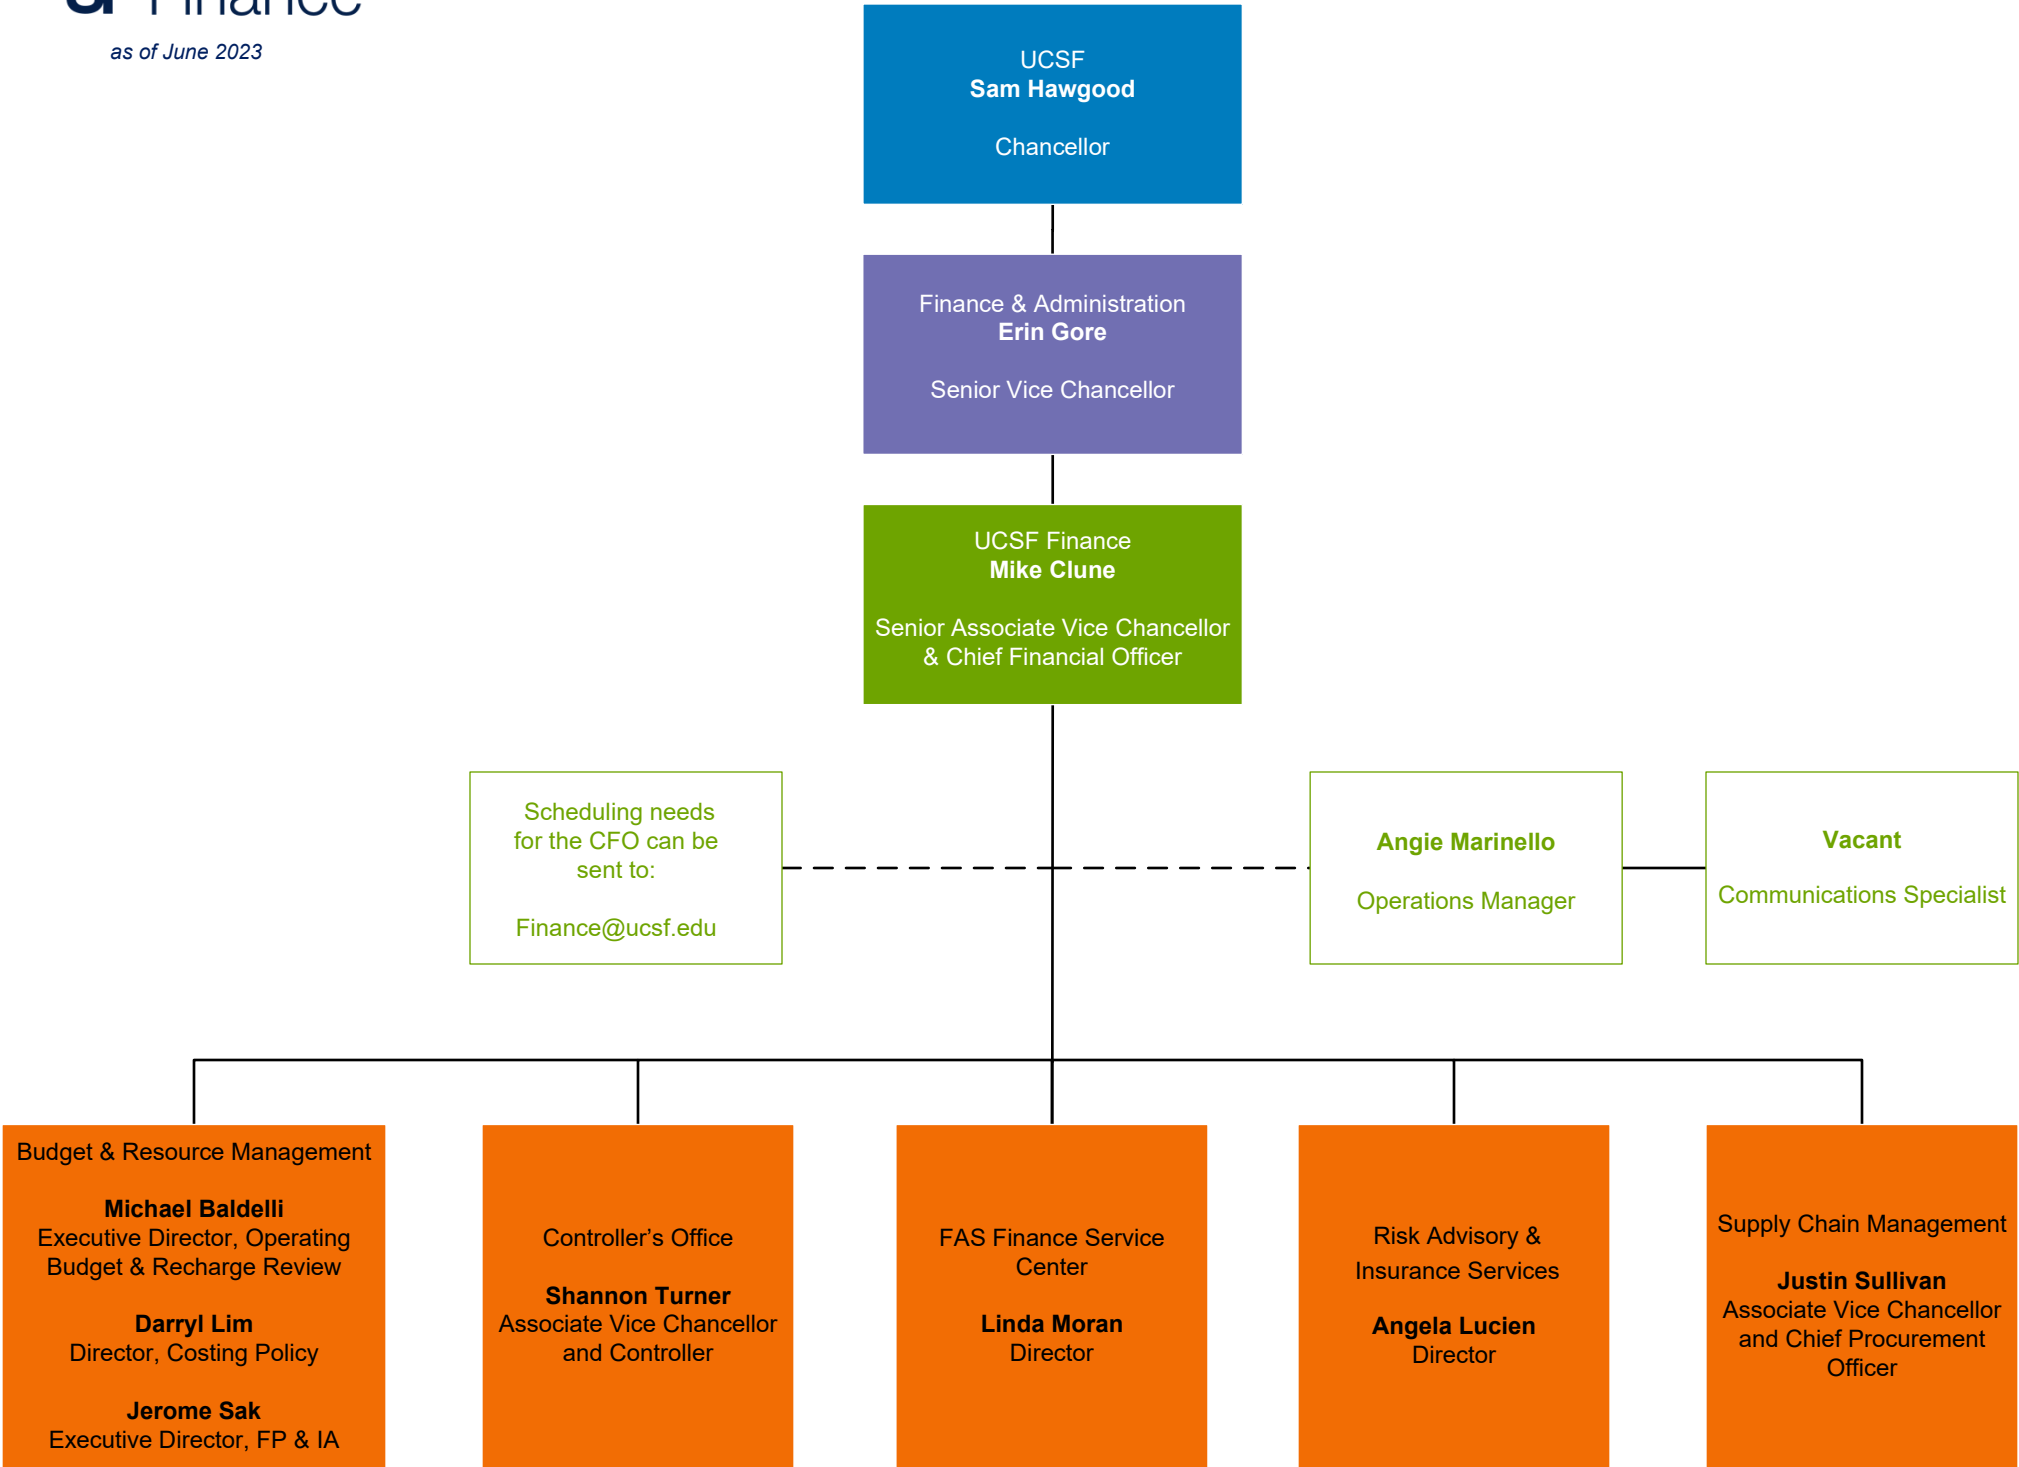 Finance
as of June 2023
UCSF
Sam Hawgood
Chancellor
Finance & Administration
Erin Gore
Senior Vice Chancellor
UCSF Finance
Mike Clune
Senior Associate Vice Chancellor
& Chief Financial Officer
Scheduling needs
for the CFO can be
sent to:
Finance@ucsf.edu
Angie Marinello
Operations Manager
Vacant
Communications Specialist
Budget & Resource Management
Michael Baldelli
Executive Director, Operating
Budget & Recharge Review
Darryl Lim
Director, Costing Policy
Jerome Sak
Executive Director, FP & IA
Controller’s Office
Shannon Turner
Associate Vice Chancellor
and Controller
FAS Finance Service
Center
Linda Moran
Director
Risk Advisory &
Insurance Services
Angela Lucien
Director
Supply Chain Management
Justin Sullivan
Associate Vice Chancellor
and Chief Procurement
Officer